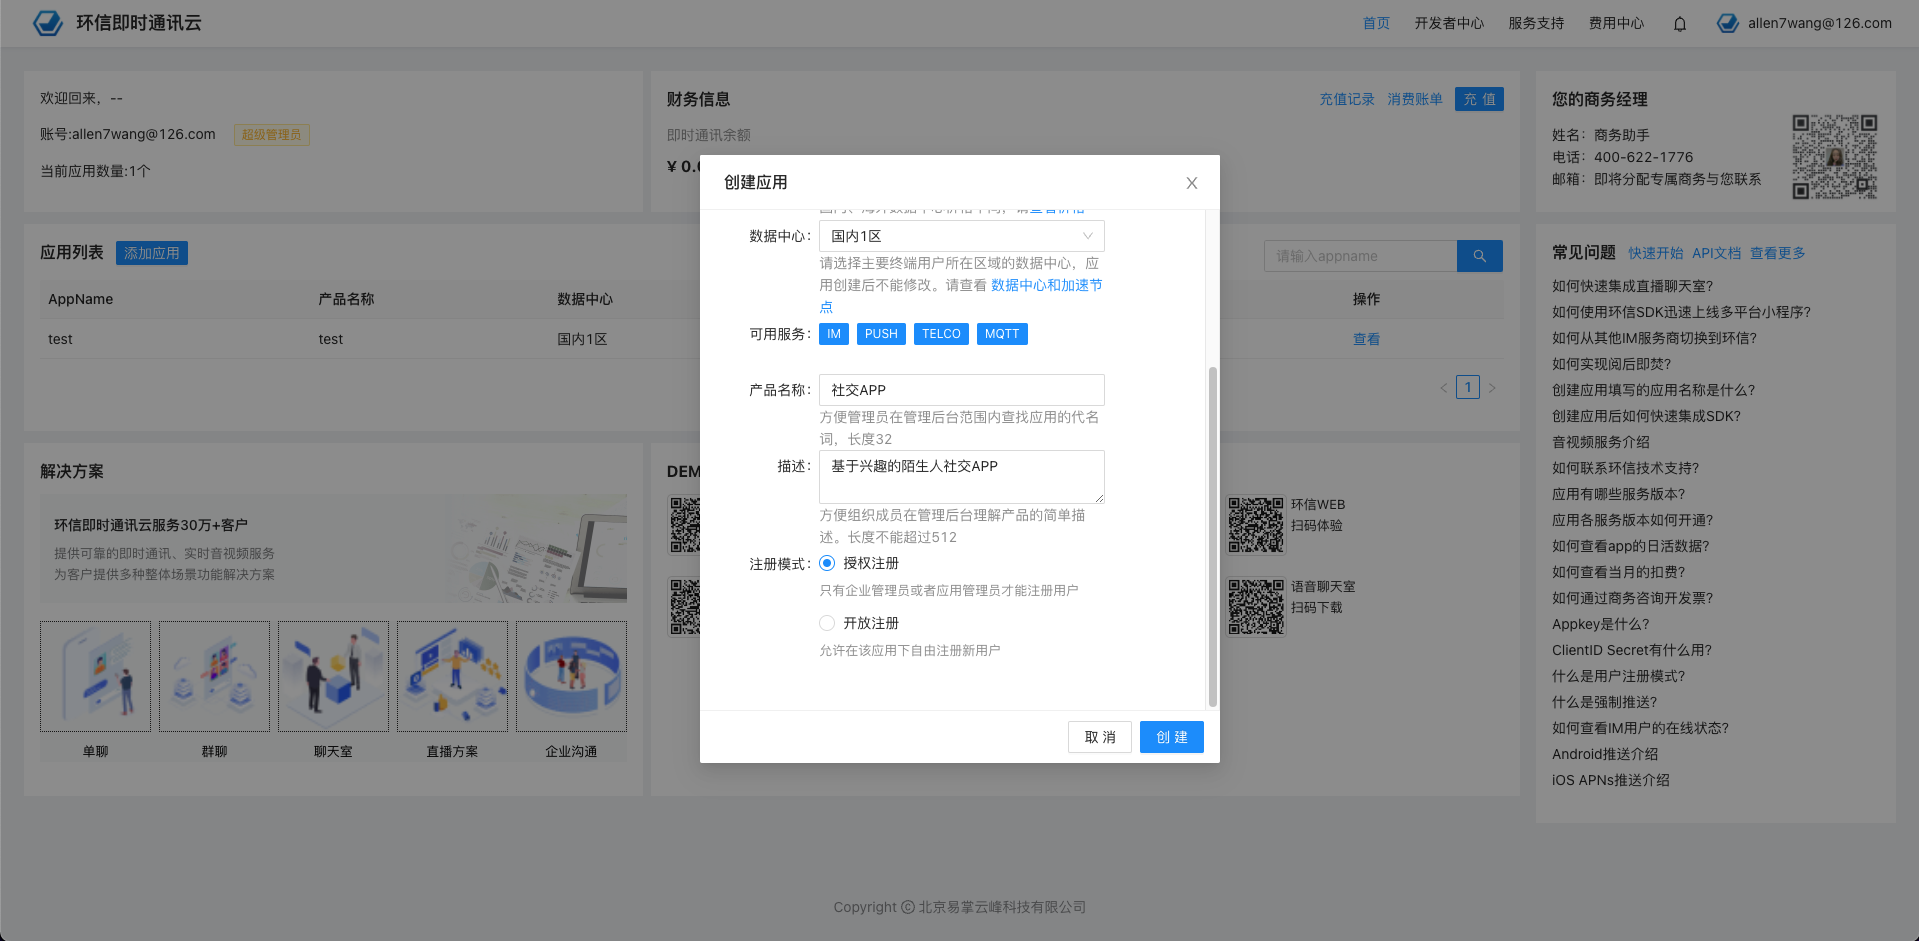 环信即时通讯云
首页 开发者中心 服务支持 费用中心 allen7wang@126.com
欢迎回来，--
账号:allen7wang@126.com 超级管理员
当前应用数量:1个
财务信息 充值记录 消费账单 充 值
即时通讯余额
¥ 0.0
您的商务经理
姓名：商务助手
电话：400-622-1776
邮箱：即将分配专属商务与您联系
应用列表 添加应用
请输入appname
AppName 产品名称 数据中心 操作
test test 国内1区 查看
1
解决方案
环信即时通讯云服务30万+客户
提供可靠的即时通讯、实时音视频服务
为客户提供多种整体场景功能解决方案
单聊 群聊 聊天室 直播方案 企业沟通
DEM
环信WEB
扫码体验
语音聊天室
扫码下载
创建应用
国内、海外数据中心价格不同，请查看价格
数据中心： 国内1区
请选择主要终端用户所在区域的数据中心，应
用创建后不能修改。请查看 数据中心和加速节
点
可用服务： IM PUSH TELCO MQTT
产品名称： 社交APP
方便管理员在管理后台范围内查找应用的代名
词，长度32
描述： 基于兴趣的陌生人社交APP
方便组织成员在管理后台理解产品的简单描
述。长度不能超过512
注册模式： 授权注册
只有企业管理员或者应用管理员才能注册用户
开放注册
允许在该应用下自由注册新用户
取 消 创 建
常见问题 快速开始 API文档 查看更多
如何快速集成直播聊天室?
如何使用环信SDK迅速上线多平台小程序?
如何从其他IM服务商切换到环信?
如何实现阅后即焚?
创建应用填写的应用名称是什么?
创建应用后如何快速集成SDK?
音视频服务介绍
如何联系环信技术支持?
应用有哪些服务版本?
应用各服务版本如何开通?
如何查看app的日活数据?
如何查看当月的扣费?
如何通过商务咨询开发票?
Appkey是什么?
ClientID Secret有什么用?
什么是用户注册模式?
什么是强制推送?
如何查看IM用户的在线状态?
Android推送介绍
iOS APNs推送介绍
Copyright © 北京易掌云峰科技有限公司